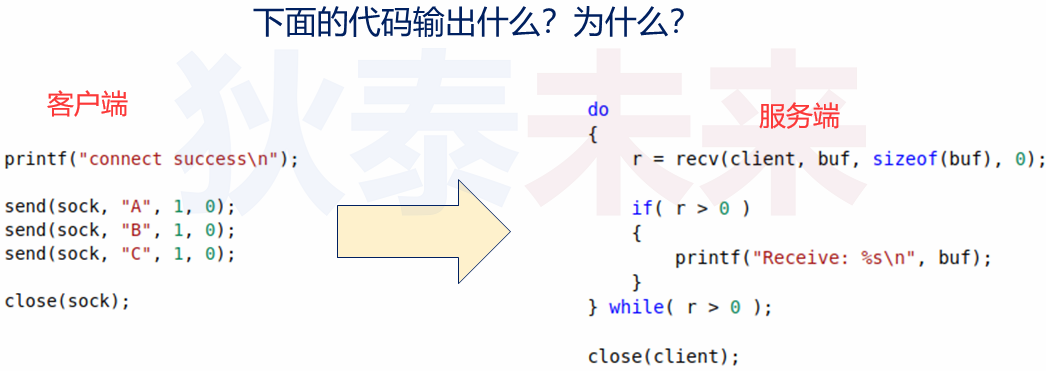 下面的代码输出什么？为什么？
狄泰未来
客户端
printf("connect success\n");
send(sock, "A", 1, 0);
send(sock, "B", 1, 0);
send(sock, "C", 1, 0);
close(sock);
服务端
do
{
r = recv(client, buf, sizeof(buf), 0);
if( r > 0 )
{
printf("Receive: %s\n", buf);
}
} while( r > 0 );
close(client);